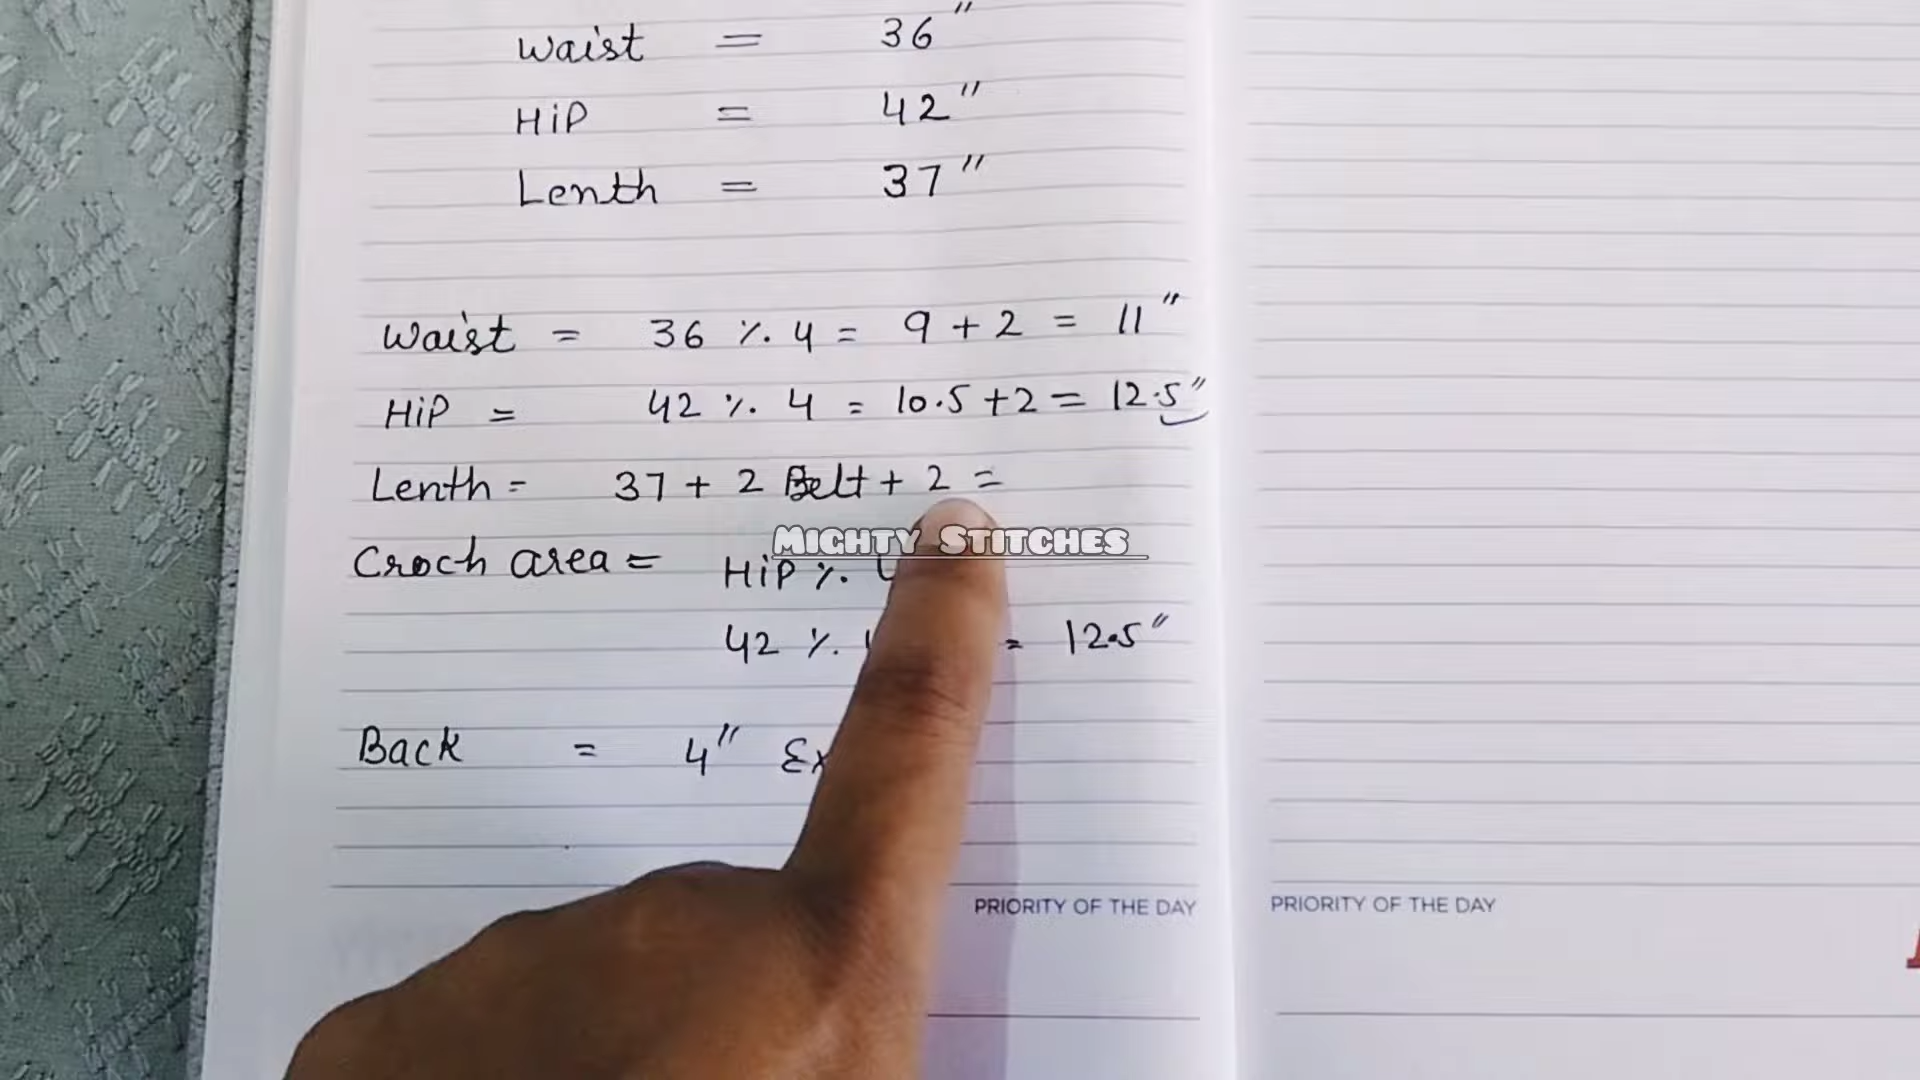 Waist = 36"
HiP = 42"
Lenth = 37"
Waist = 36 ٪ 4 = 9 + 2 = 11"
HiP = 42 ٪ 4 = 10.5 + 2 = 12.5"
Lenth = 37 + 2 Belt + 2 =
MIGHTY STITCHES
Croch area = HiP ٪
42 ٪ = 12.5"
Back = 4"
PRIORITY OF THE DAY
PRIORITY OF THE DAY